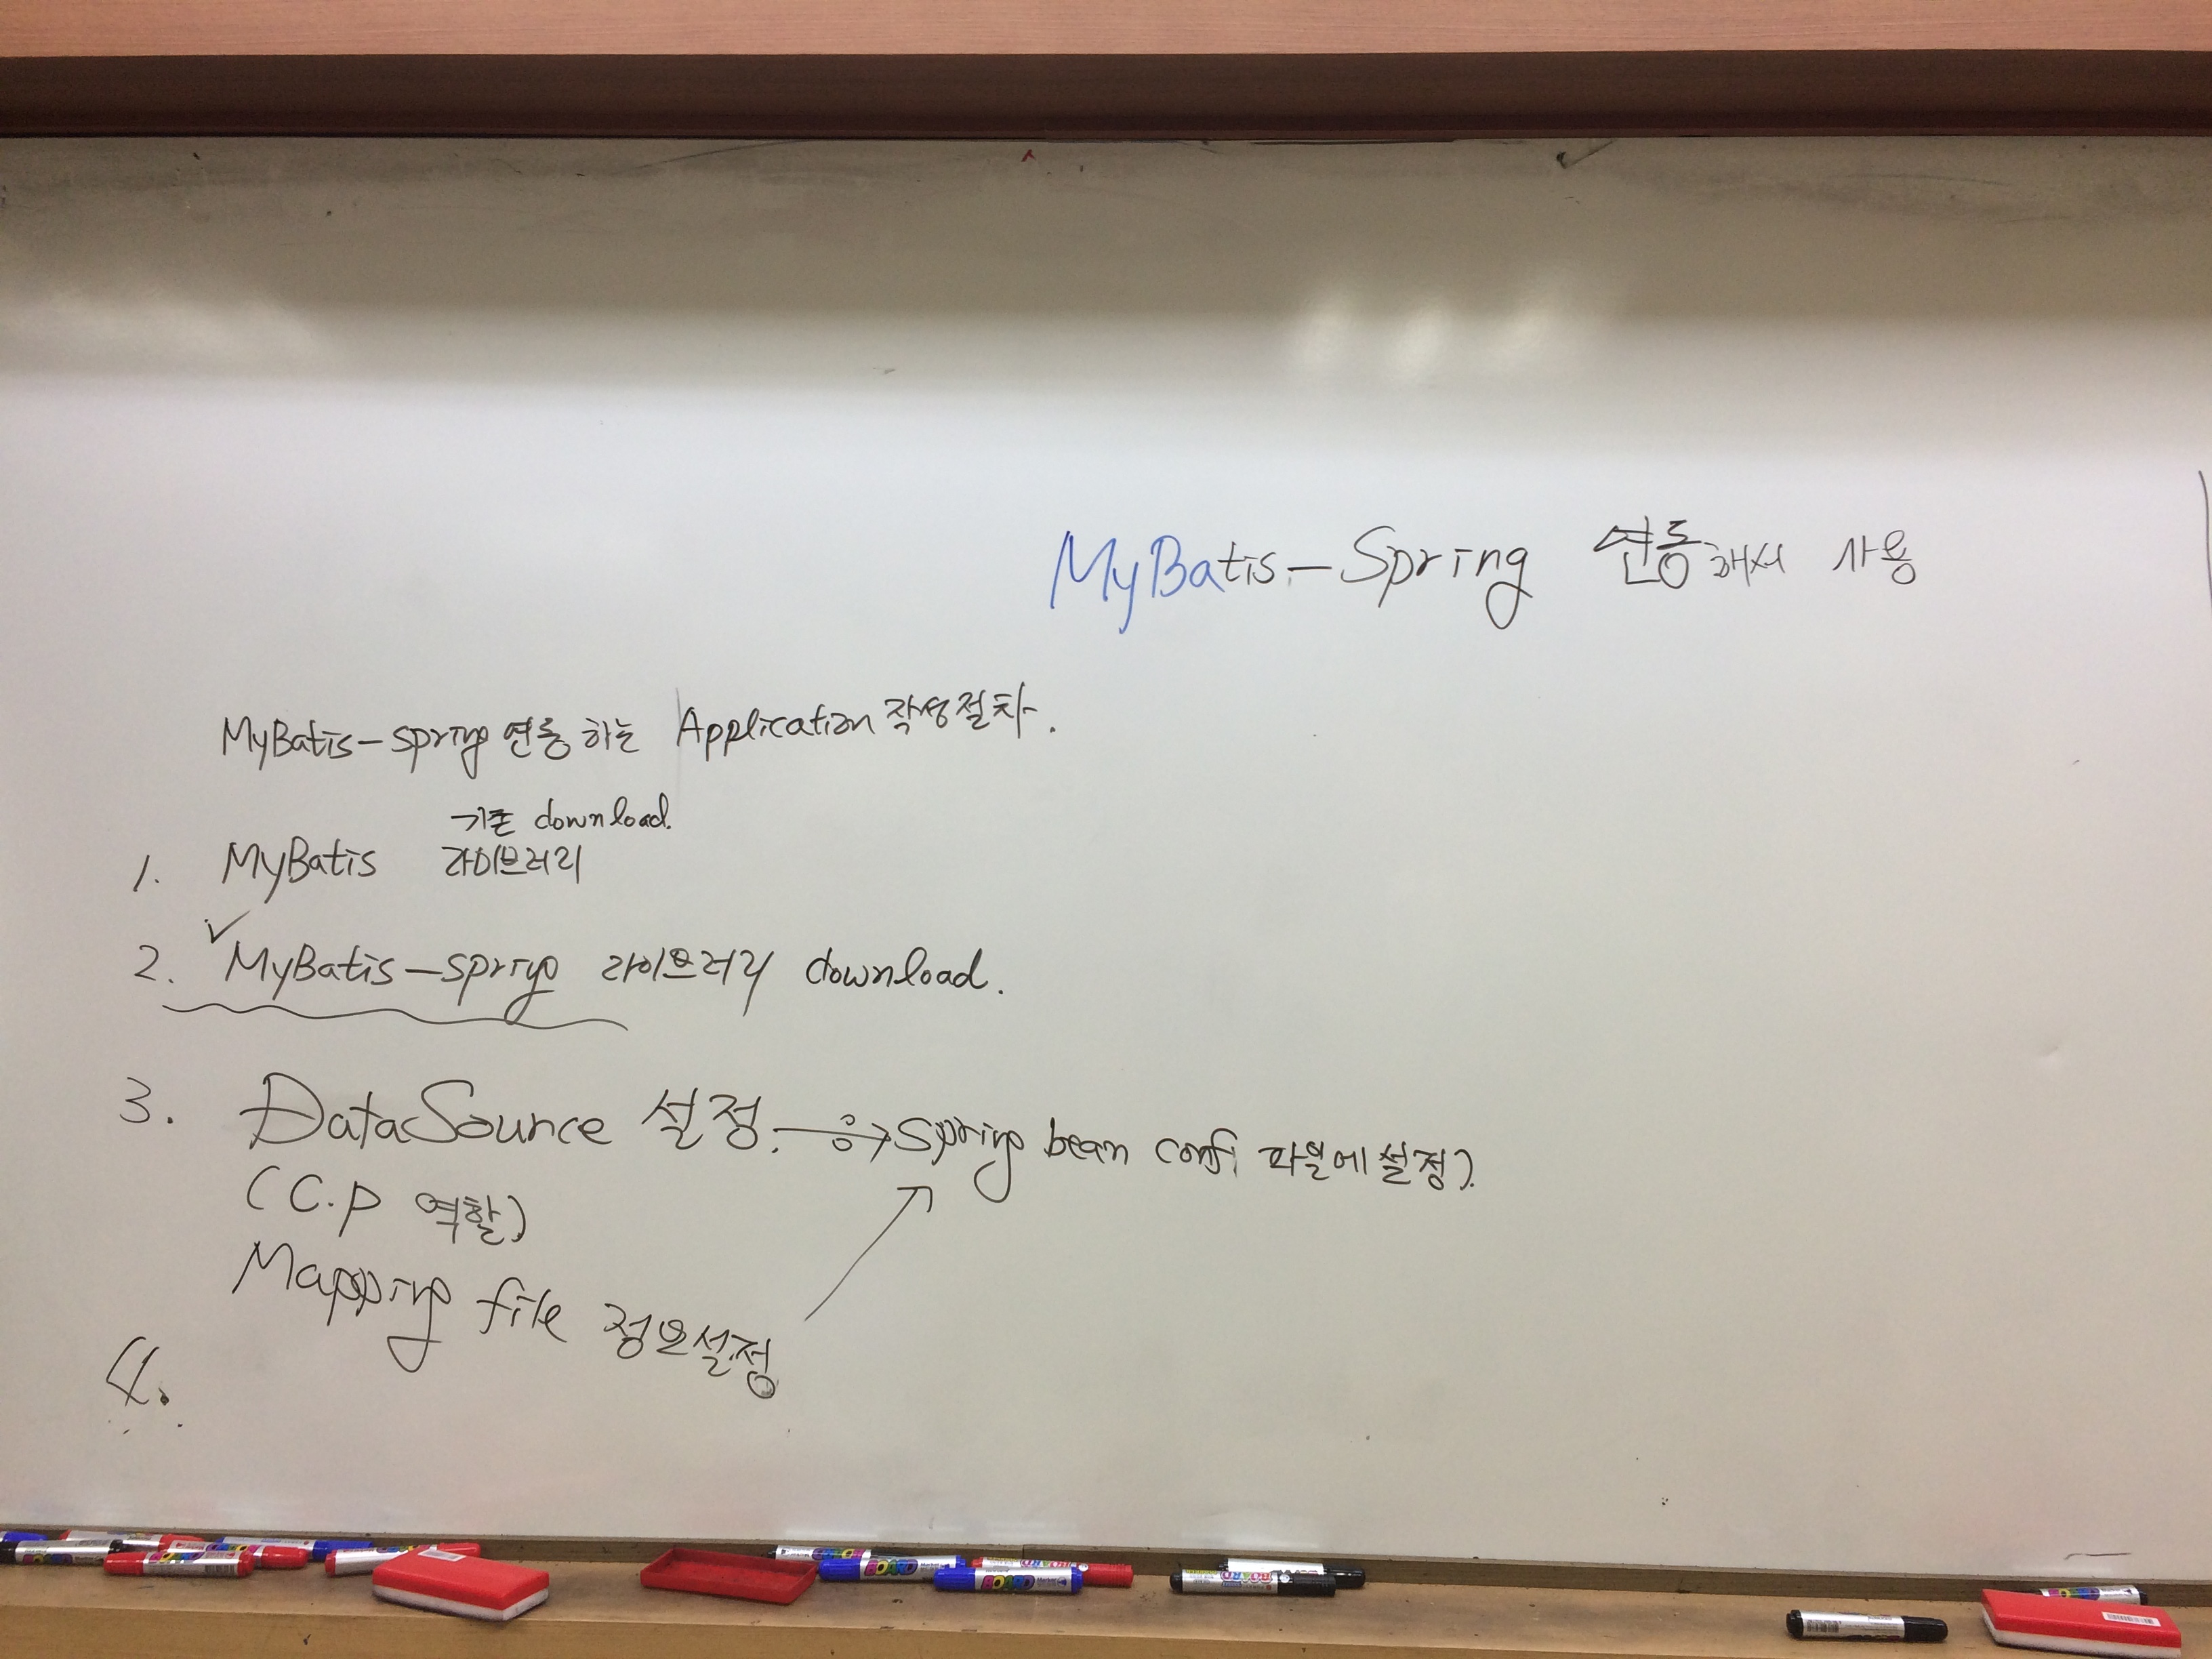 MyBatis-Spring 연동해서 사용
MyBatis-spring 연동하는 Application 작성절차.
기존 download.
1. MyBatis 라이브러리
2. MyBatis-spring 라이브러리 download.
3. DataSource 설정. → Spring bean confi 파일에 설정).
(C.P 역할)
Mapping file 정보설정
4.
BOARD
BOARD